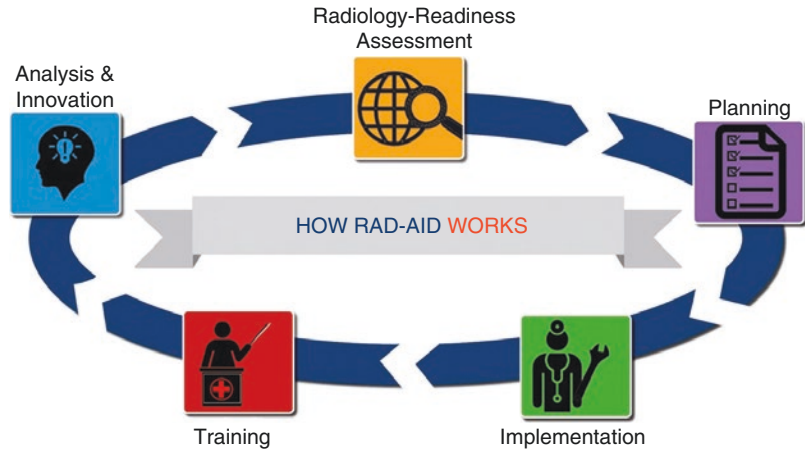 Radiology-Readiness
Assessment
Analysis &
Innovation
Planning
HOW RAD-AID WORKS
Training
Implementation